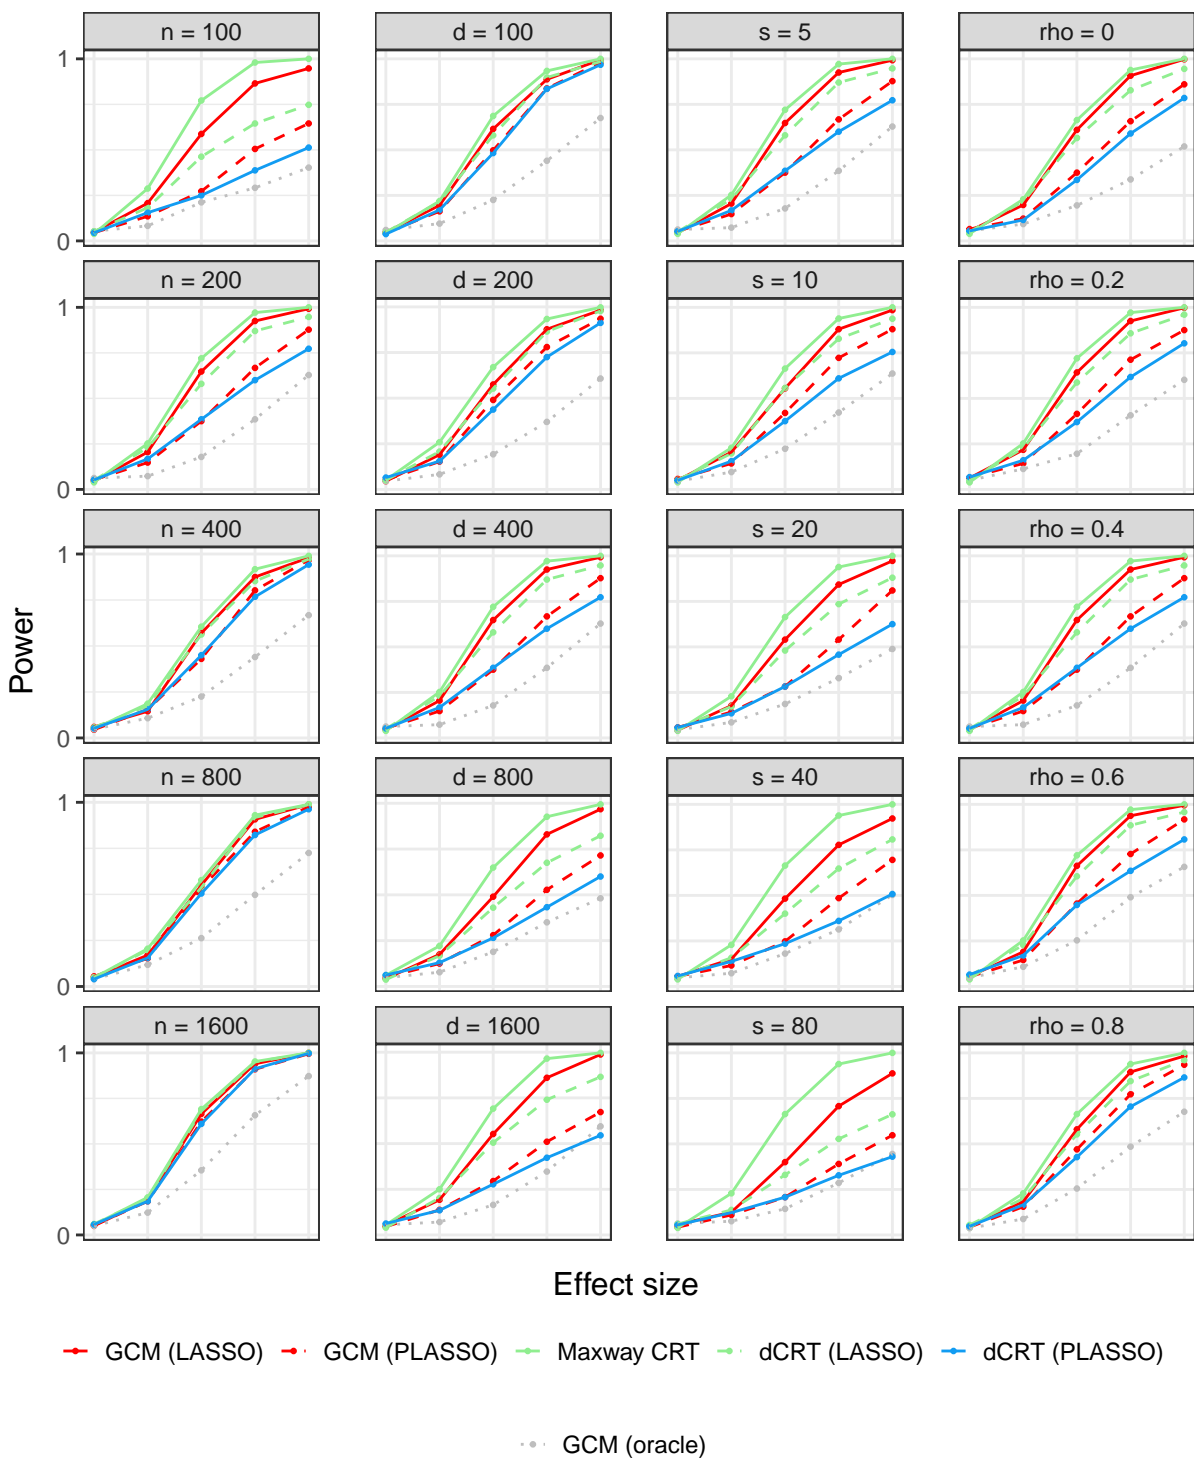 n = 100 d = 100 s = 5 rho = 0
1
0
n = 200 d = 200 s = 10 rho = 0.2
1
0
n = 400 d = 400 s = 20 rho = 0.4
1
0
Power
n = 800 d = 800 s = 40 rho = 0.6
1
0
n = 1600 d = 1600 s = 80 rho = 0.8
1
0
Effect size
GCM (LASSO) GCM (PLASSO) Maxway CRT dCRT (LASSO) dCRT (PLASSO)
GCM (oracle)